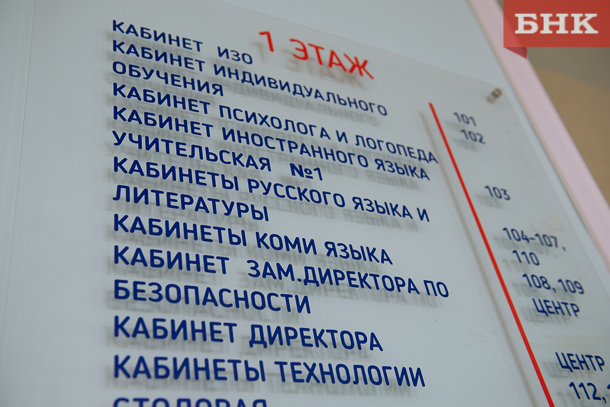 БНК
1 ЭТАЖ
КАБИНЕТ ИЗО
КАБИНЕТ ИНДИВИДУАЛЬНОГО
ОБУЧЕНИЯ 101
КАБИНЕТ ПСИХОЛОГА И ЛОГОПЕДА 102
КАБИНЕТ ИНОСТРАННОГО ЯЗЫКА
УЧИТЕЛЬСКАЯ №1 103
КАБИНЕТЫ РУССКОГО ЯЗЫКА И
ЛИТЕРАТУРЫ 104-107,
110
КАБИНЕТЫ КОМИ ЯЗЫКА 108, 109
КАБИНЕТ ЗАМ.ДИРЕКТОРА ПО
БЕЗОПАСНОСТИ ЦЕНТР
КАБИНЕТ ДИРЕКТОРА ЦЕНТР
КАБИНЕТЫ ТЕХНОЛОГИИ 112,
СТОЛОВАЯ